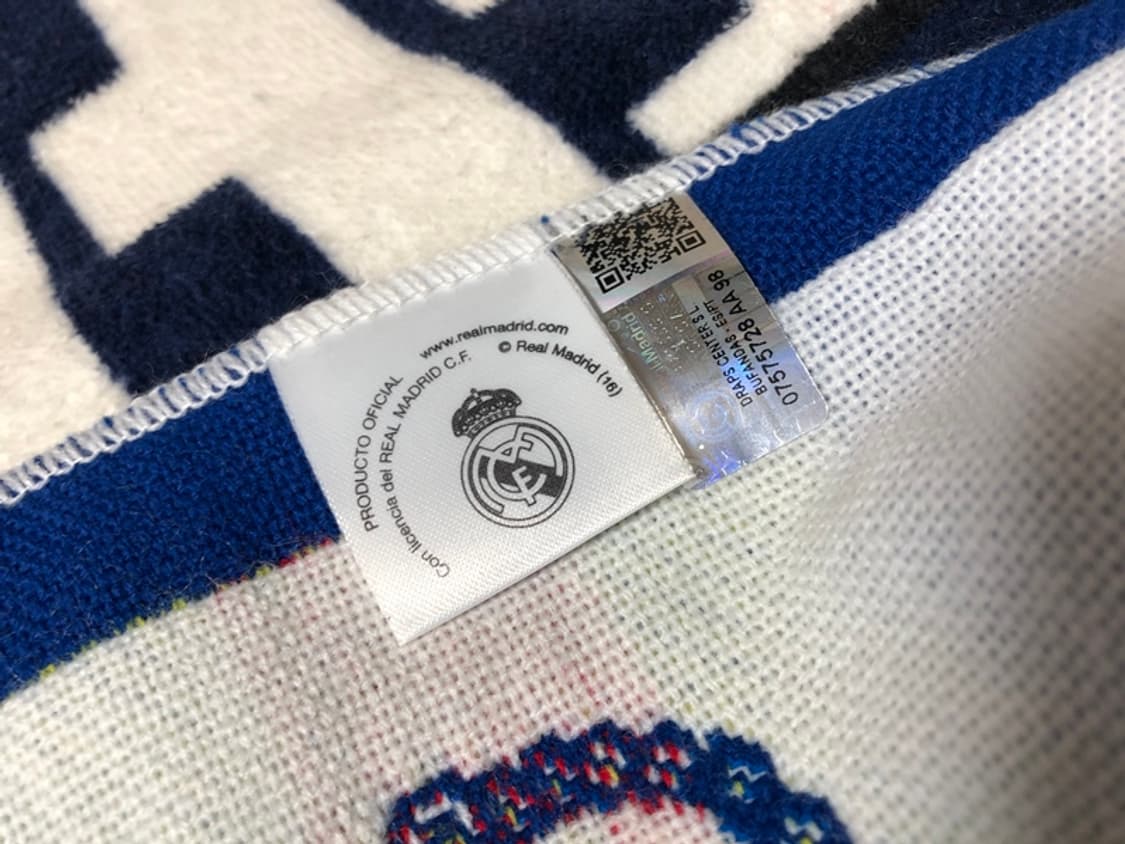 www.realmadrid.com
© Real Madrid (16)
PRODUCTO OFICIAL
Con licencia del REAL MADRID C.F.
DRAPS CENTER S L
BUFANDAS - ES/PT
07575728 AA 98